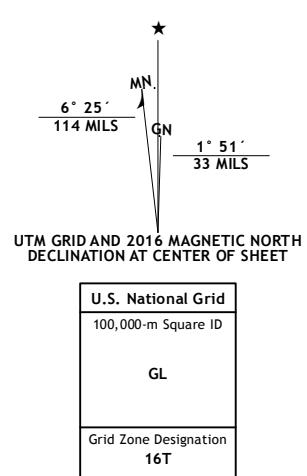 ★
MN.
6° 25´
114 MILS
GN
1° 51´
33 MILS
UTM GRID AND 2016 MAGNETIC NORTH
DECLINATION AT CENTER OF SHEET
U.S. National Grid
100,000-m Square ID
GL
Grid Zone Designation
16T